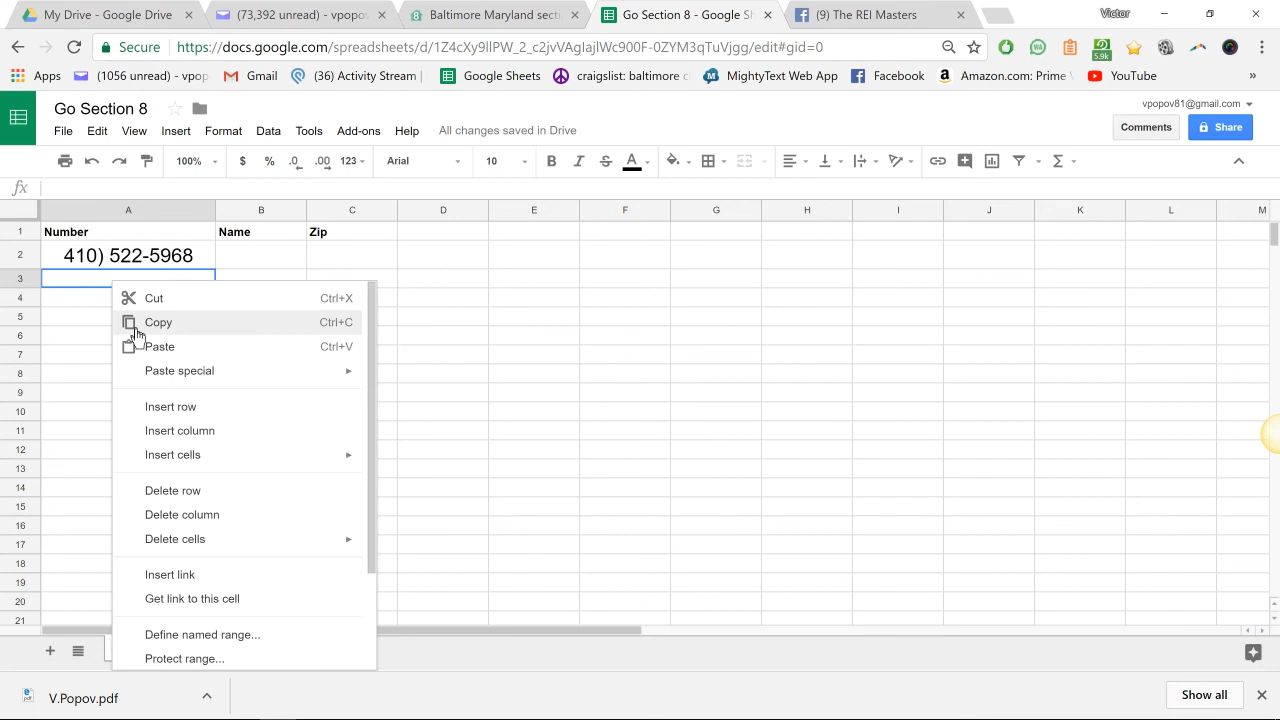 My Drive - Google Drive
(73,392 unread) - vpopov
Baltimore Maryland secti
Go Section 8 - Google Sh
(9) The REI Masters
Victor
Secure
https://docs.google.com/spreadsheets/d/1Z4cXy9llPW_2_c2jvVAglajlWc900F-0ZYM3qTuVjgg/edit#gid=0
5.9k
Apps
(1056 unread) - vpop
Gmail
(36) Activity Stream |
Google Sheets
craigslist: baltimore c
MightyText Web App
Facebook
Amazon.com: Prime
YouTube
»
Go Section 8
vpopov81@gmail.com
File Edit View Insert Format Data Tools Add-ons Help
All changes saved in Drive
Comments
Share
100% $ % .0 .00 123 Arial 10 B I S A Σ
fx
A B C D E F G H I J K L M
1 Number Name Zip
2 410) 522-5968
3
4 Cut Ctrl+X
5 Copy Ctrl+C
6 Paste Ctrl+V
7
8 Paste special
9
10 Insert row
11 Insert column
12 Insert cells
13
14 Delete row
15 Delete column
16
17 Delete cells
18
19 Insert link
20 Get link to this cell
21
Define named range...
Protect range...
V.Popov.pdf
Show all